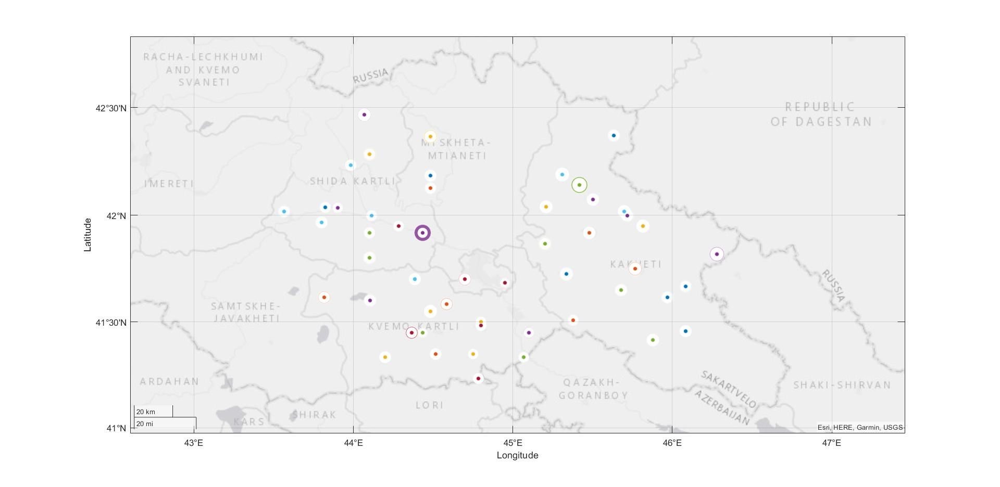 RACHA-LECHKHUMI
AND KVEMO
SVANETI
RUSSIA
REPUBLIC
OF DAGESTAN
42°30'N
MTSKHETA-
MTIANETI
IMERETI
SHIDA KARTLI
42°N
Latitude
KAKHETI
RUSSIA
SAMTSKHE-
JAVAKHETI
41°30'N
KVEMO KARTLI
ARDAHAN
QAZAKH-
GORANBOY
SAKARTVELO
AZERBAIJAN
SHAKI-SHIRVAN
LORI
SHIRAK
KARS
20 km
20 mi
41°N
Esri, HERE, Garmin, USGS
43°E
44°E
45°E
46°E
47°E
Longitude